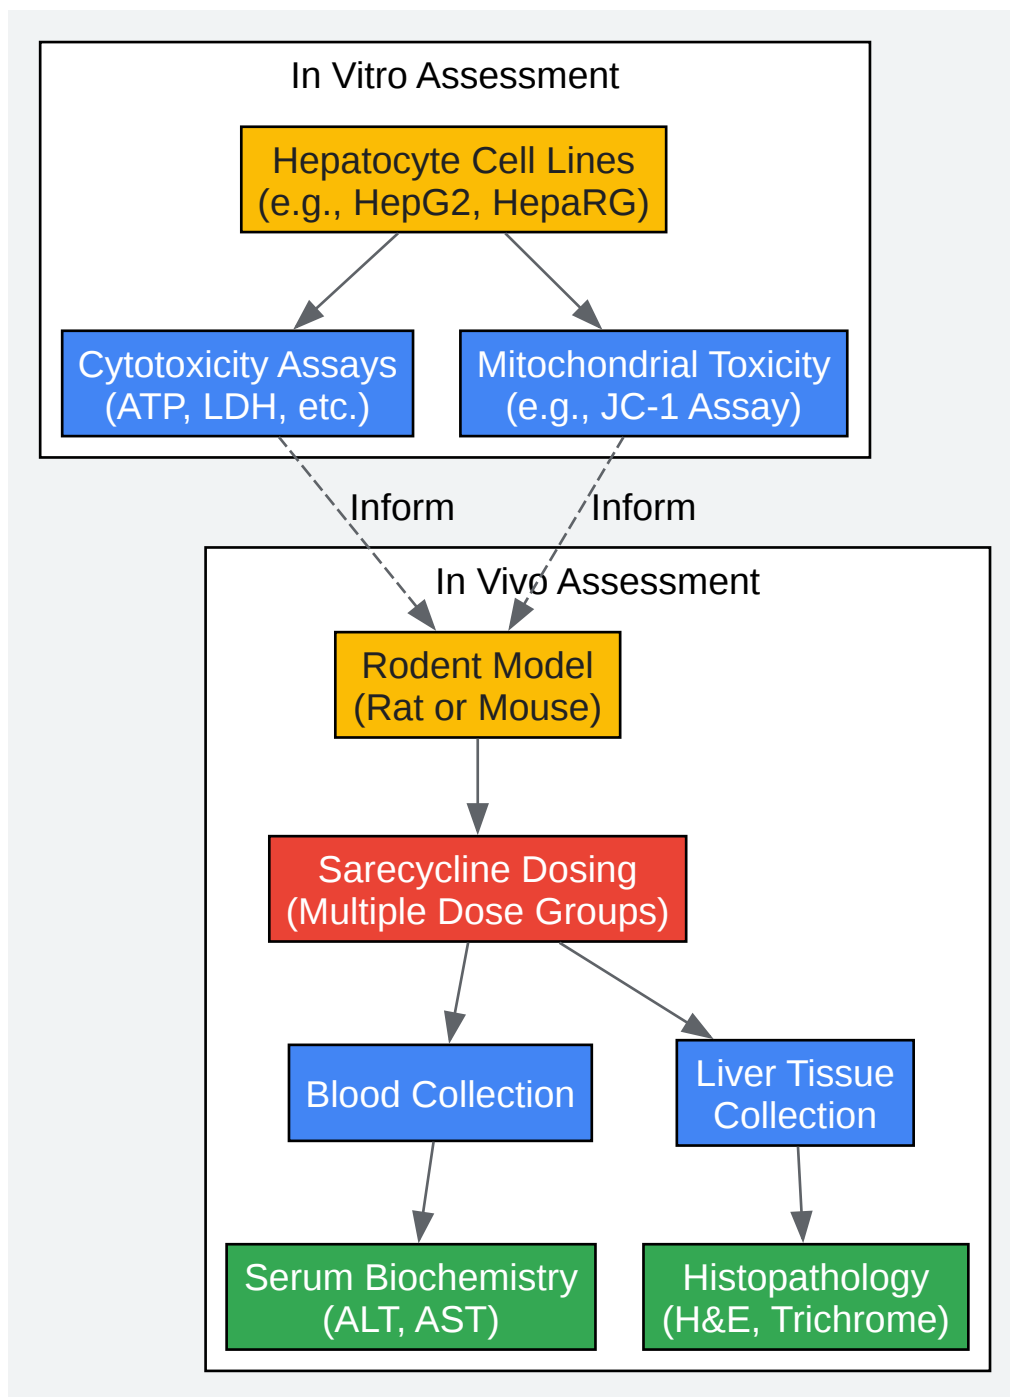 In Vitro Assessment
Hepatocyte Cell Lines
(e.g., HepG2, HepaRG)
Cytotoxicity Assays
(ATP, LDH, etc.)
Mitochondrial Toxicity
(e.g., JC-1 Assay)
Inform
Inform
In Vivo Assessment
Rodent Model
(Rat or Mouse)
Sarecycline Dosing
(Multiple Dose Groups)
Blood Collection
Liver Tissue
Collection
Serum Biochemistry
(ALT, AST)
Histopathology
(H&E, Trichrome)